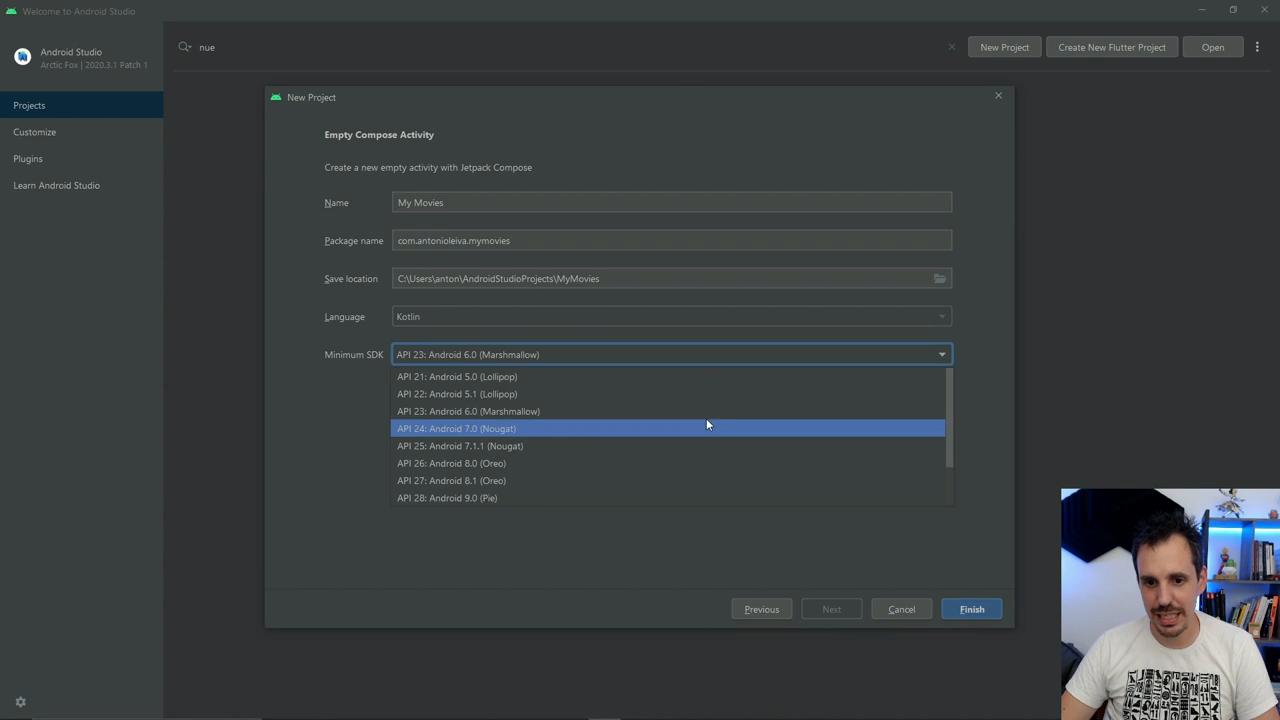 Welcome to Android Studio
Android Studio
Arctic Fox | 2020.3.1 Patch 1
nue
New Project
Create New Flutter Project
Open
Projects
Customize
Plugins
Learn Android Studio
New Project
Empty Compose Activity
Create a new empty activity with Jetpack Compose
Name
My Movies
Package name
com.antonioleiva.mymovies
Save location
C:\Users\anton\AndroidStudioProjects\MyMovies
Language
Kotlin
Minimum SDK
API 23: Android 6.0 (Marshmallow)
API 21: Android 5.0 (Lollipop)
API 22: Android 5.1 (Lollipop)
API 23: Android 6.0 (Marshmallow)
API 24: Android 7.0 (Nougat)
API 25: Android 7.1.1 (Nougat)
API 26: Android 8.0 (Oreo)
API 27: Android 8.1 (Oreo)
API 28: Android 9.0 (Pie)
Previous
Next
Cancel
Finish